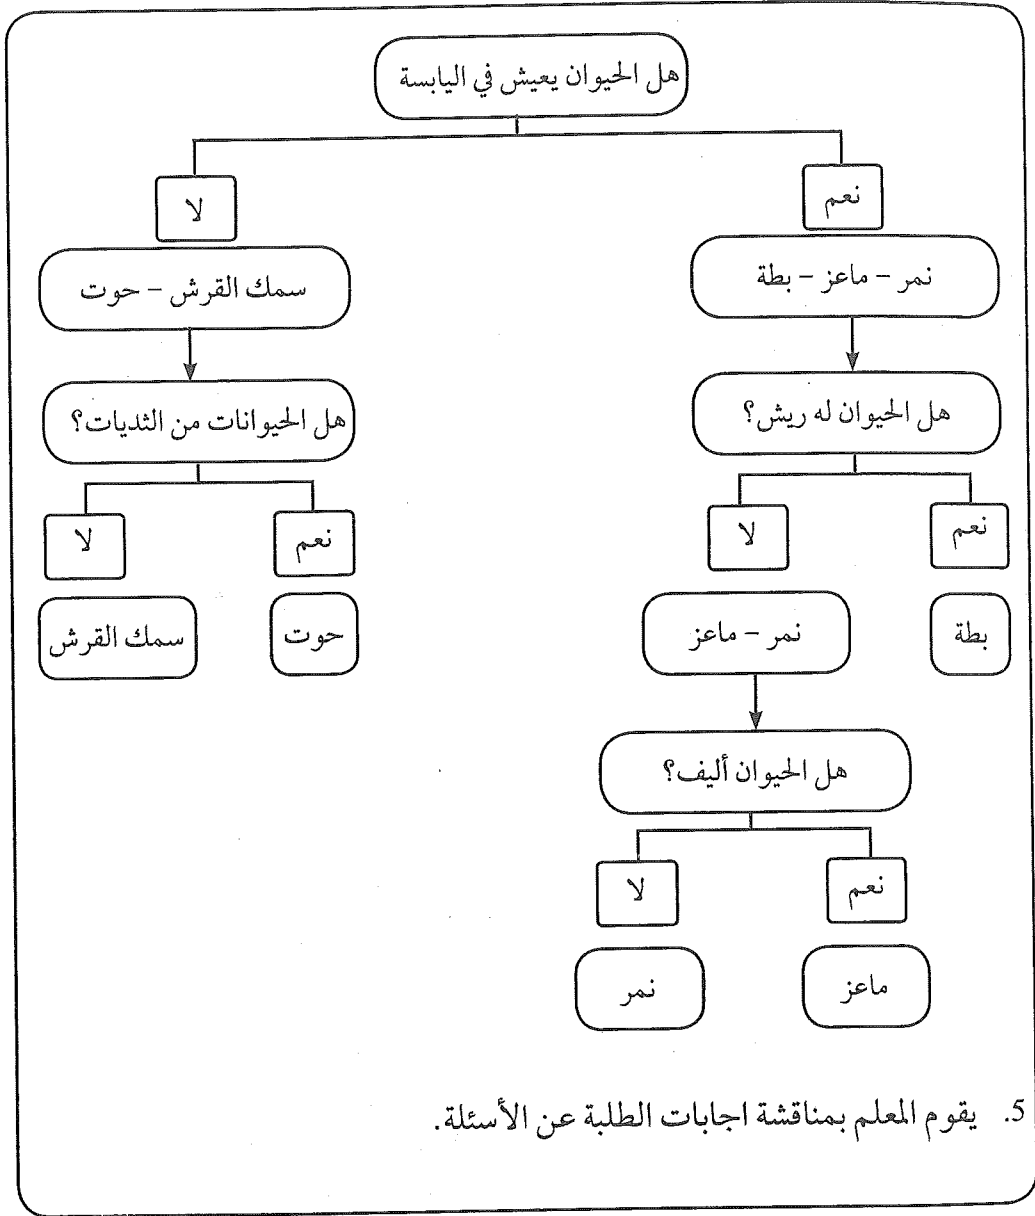 هل الحيوان يعيش في اليابسة
نعم
لا
نمر - ماعز - بطة
سمك القرش - حوت
هل الحيوان له ريش؟
هل الحيوانات من الثديات؟
نعم
لا
نعم
لا
بطة
نمر - ماعز
حوت
سمك القرش
هل الحيوان أليف؟
نعم
لا
ماعز
نمر
5. يقوم المعلم بمناقشة اجابات الطلبة عن الأسئلة.